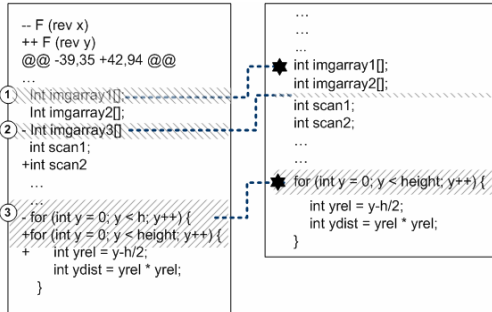 -- F (rev x)
++ F (rev y)
@@ -39,35 +42,94 @@
…
1 Int imgarray1[];
Int imgarray2[];
2 - Int imgarray3[]
int scan1;
+int scan2
…
…
3 - for (int y = 0; y < h; y++) {
+for (int y = 0; y < height; y++) {
+ int yrel = y-h/2;
int ydist = yrel * yrel;
}
…
…
...
int imgarray1[];
int imgarray2[];
int scan1;
int scan2;
…
…
for (int y = 0; y < height; y++) {
int yrel = y-h/2;
int ydist = yrel * yrel;
}